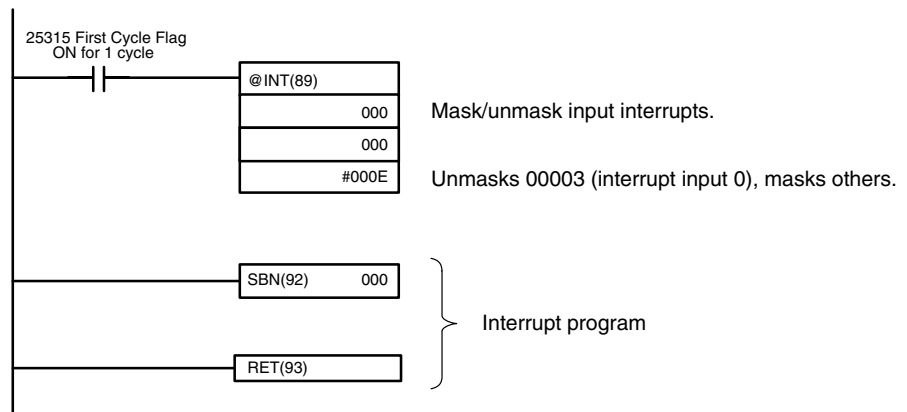 25315 First Cycle Flag
ON for 1 cycle
@INT(89)
000 Mask/unmask input interrupts.
000
#000E Unmasks 00003 (interrupt input 0), masks others.
SBN(92) 000
Interrupt program
RET(93)